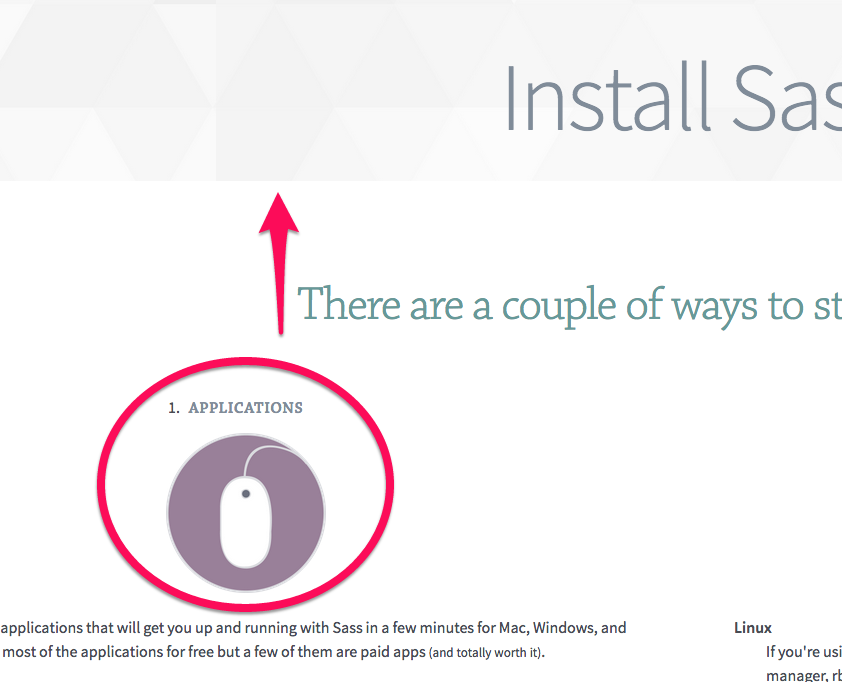 Install Sas
There are a couple of ways to st
1. APPLICATIONS
applications that will get you up and running with Sass in a few minutes for Mac, Windows, and
most of the applications for free but a few of them are paid apps (and totally worth it).
Linux
If you're usi
manager, rb